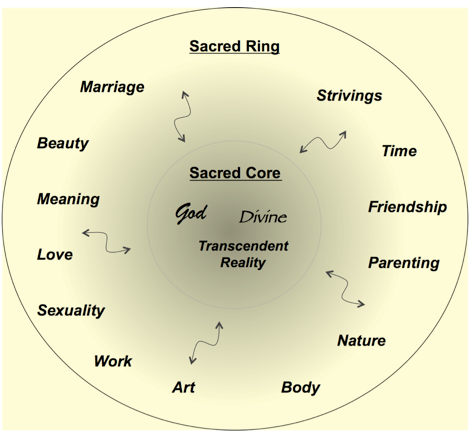 Sacred Ring
Marriage
Strivings
Beauty
Time
Sacred Core
Meaning
God
Divine
Friendship
Transcendent
Reality
Love
Parenting
Sexuality
Nature
Work
Art
Body